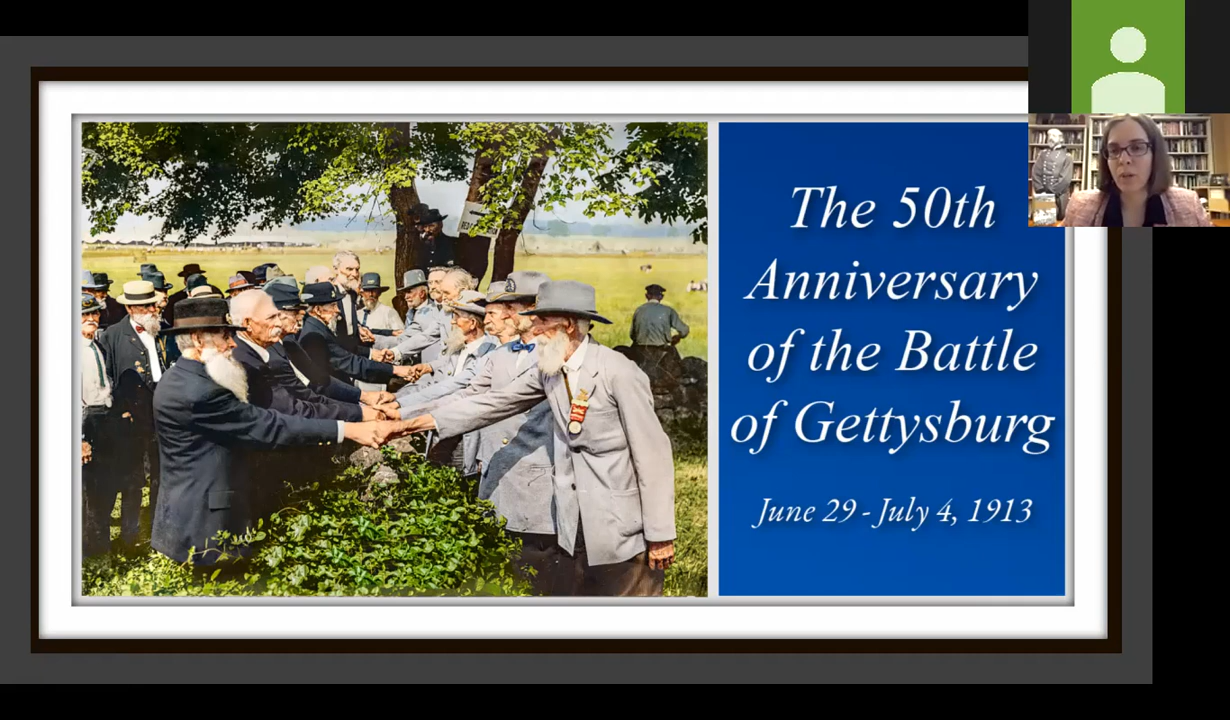 The 50th
Anniversary
of the Battle
of Gettysburg
June 29 - July 4, 1913